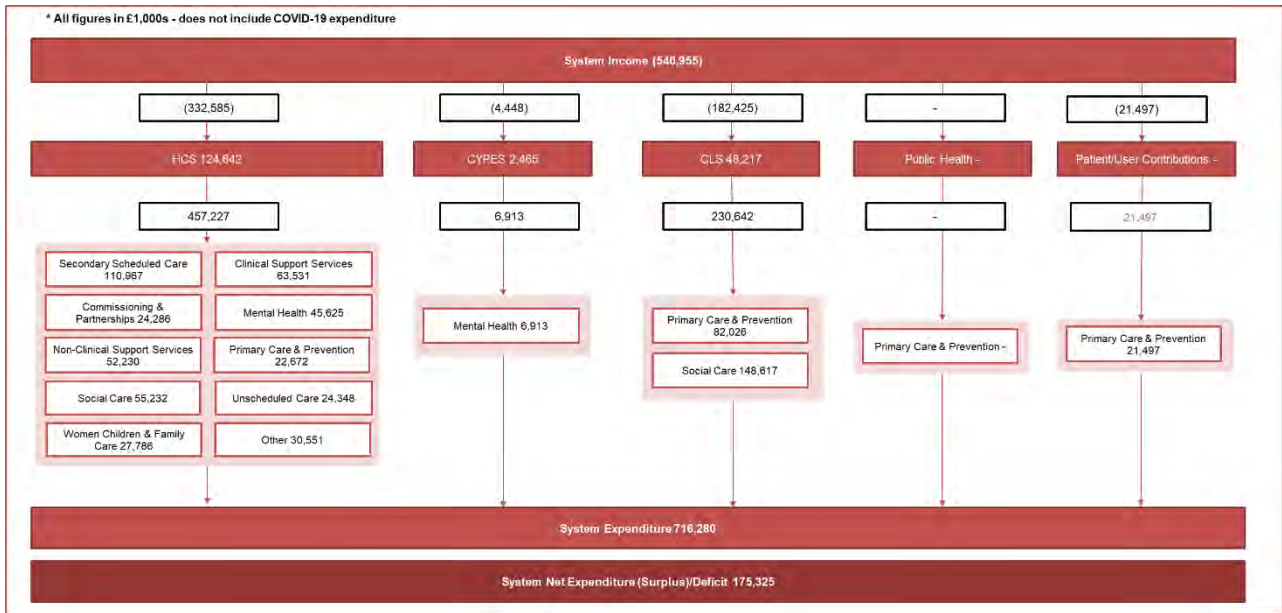 * All figures in £1,000s - does not include COVID-19 expenditure
System Income (540,955)
(332,585)
(4,448)
(182,425)
-
(21,497)
HCS 124,642
CYPES 2,465
CLS 48,217
Public Health -
Patient/User Contributions -
457,227
6,913
230,642
-
21,497
Secondary Scheduled Care
110,967
Clinical Support Services
63,531
Commissioning &
Partnerships 24,286
Mental Health 45,625
Non-Clinical Support Services
52,230
Primary Care & Prevention
22,672
Social Care 55,232
Unscheduled Care 24,348
Women Children & Family
Care 27,786
Other 30,551
Mental Health 6,913
Primary Care & Prevention
82,026
Social Care 148,617
Primary Care & Prevention -
Primary Care & Prevention
21,497
System Expenditure 716,280
System Net Expenditure (Surplus)/Deficit 175,325